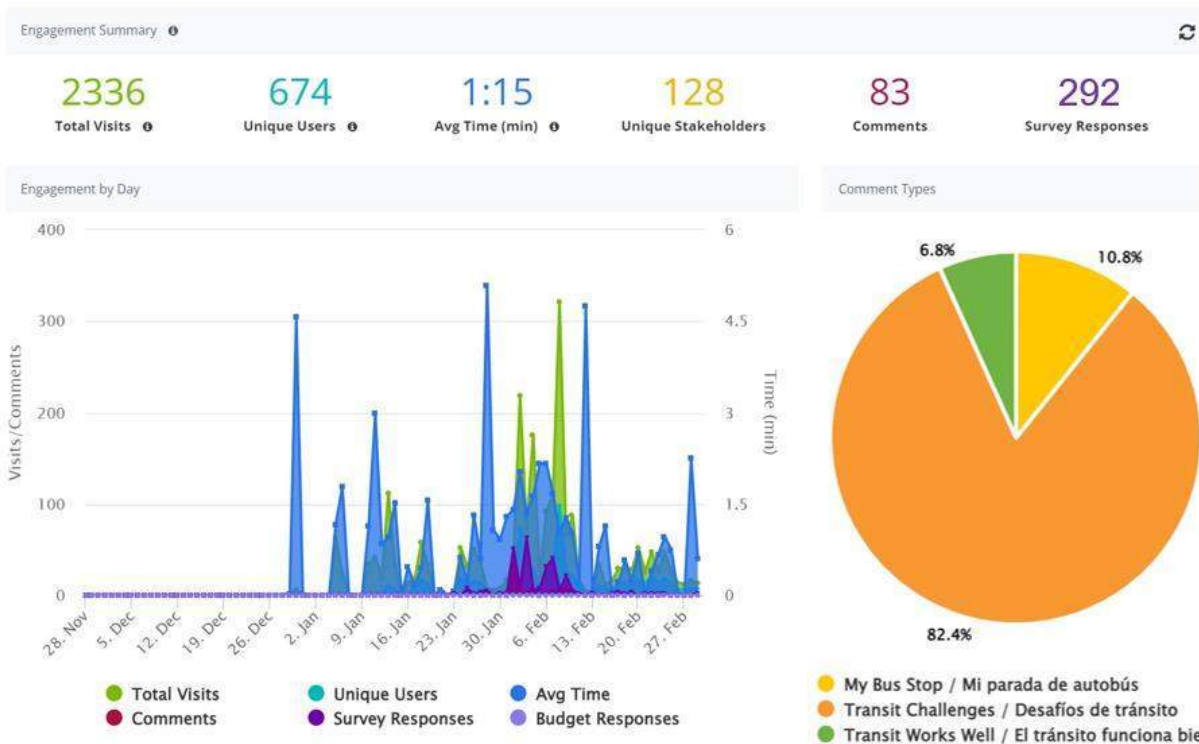 Engagement Summary
2336 674 1:15 128 83 292
Total Visits Unique Users Avg Time (min) Unique Stakeholders Comments Survey Responses
Engagement by Day
Comment Types
400 6
300 4.5
200 3
100 1.5
0 0
Visits/Comments
Time (min)
28. Nov 5. Dec 12. Dec 19. Dec 26. Dec 2. Jan 9. Jan 16. Jan 23. Jan 30. Jan 6. Feb 13. Feb 20. Feb 27. Feb
Total Visits Unique Users Avg Time
Comments Survey Responses Budget Responses
6.8% 10.8%
82.4%
My Bus Stop / Mi parada de autobús
Transit Challenges / Desafíos de tránsito
Transit Works Well / El tránsito funciona bie